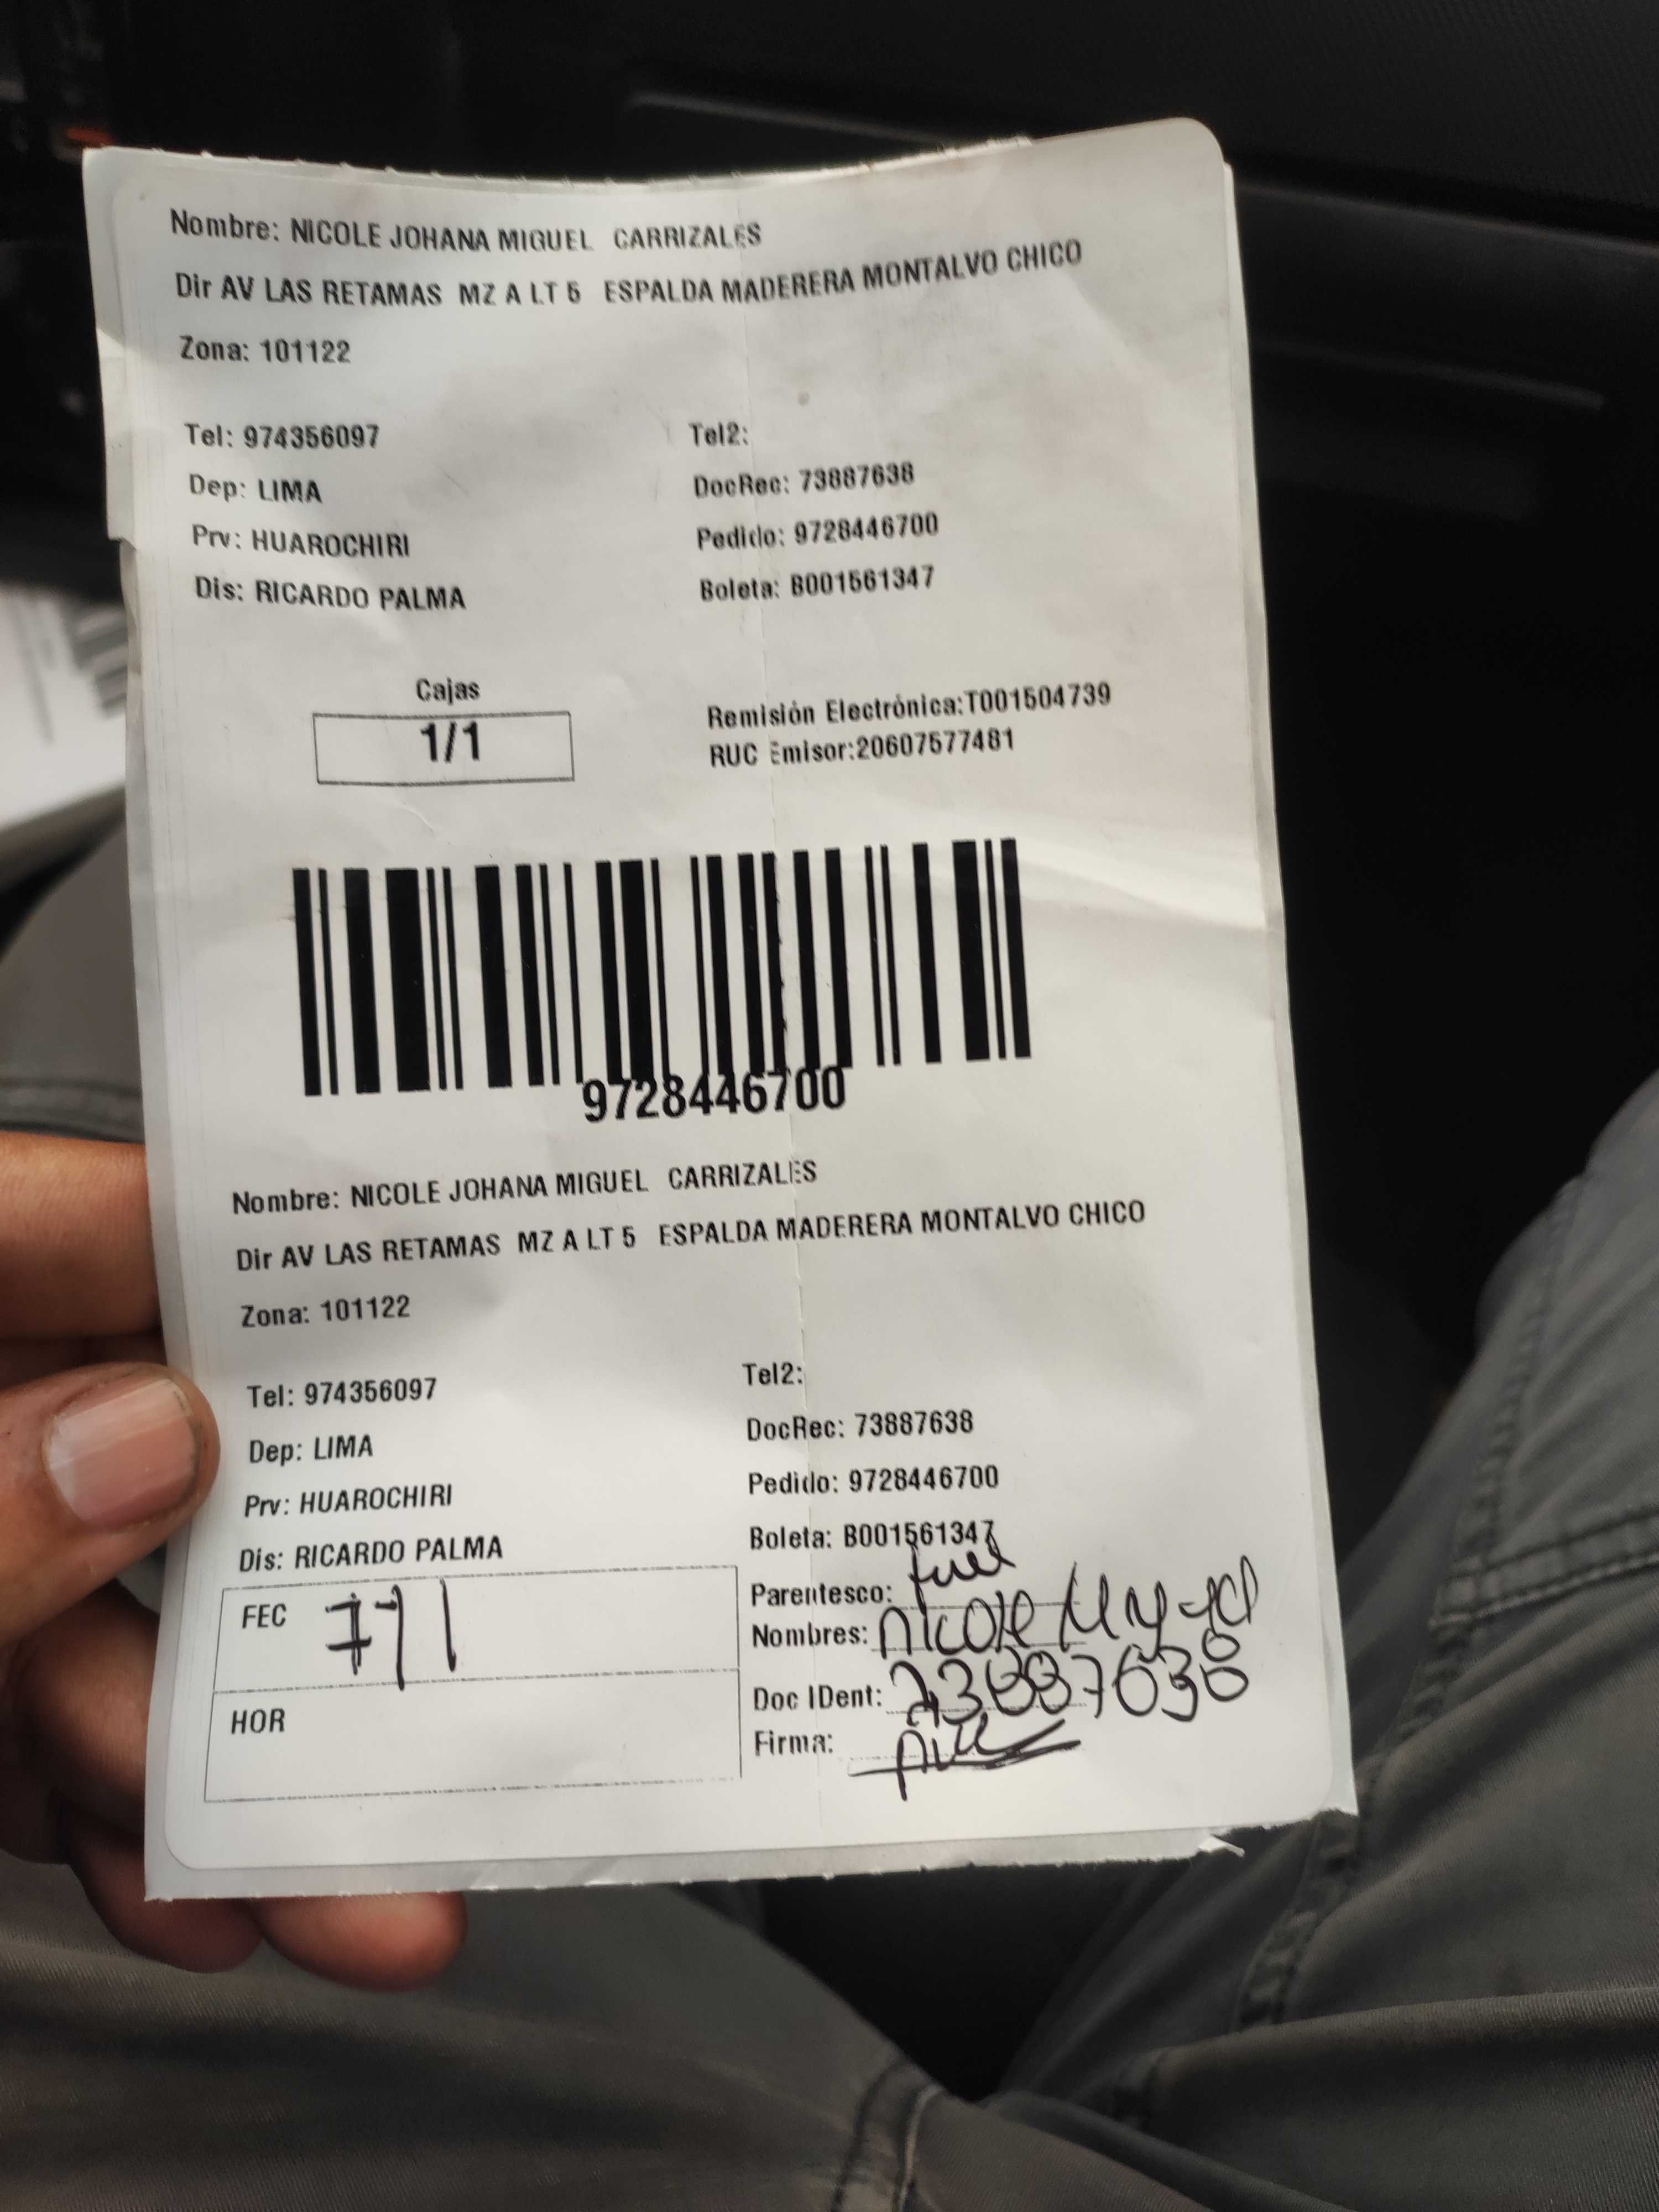 Nombre: NICOLE JOHANA MIGUEL CARRIZALES
Dir AV LAS RETAMAS MZ A LT 5 ESPALDA MADERERA MONTALVO CHICO
Zona: 101122
Tel: 974356097 Tel2:
Dep: LIMA DocRec: 73887638
Prv: HUAROCHIRI Pedido: 9728446700
Dis: RICARDO PALMA Boleta: B001561347
Cajas
1/1
Remisión Electrónica:T001504739
RUC Emisor:20607577481
9728446700
Nombre: NICOLE JOHANA MIGUEL CARRIZALES
Dir AV LAS RETAMAS MZ A LT 5 ESPALDA MADERERA MONTALVO CHICO
Zona: 101122
Tel: 974356097 Tel2:
Dep: LIMA DocRec: 73887638
Prv: HUAROCHIRI Pedido: 9728446700
Dis: RICARDO PALMA Boleta: B001561347
Parentesco:
FEC
Nombres: Nicole Miguel
Doc IDent: 73887638
HOR
Firma: